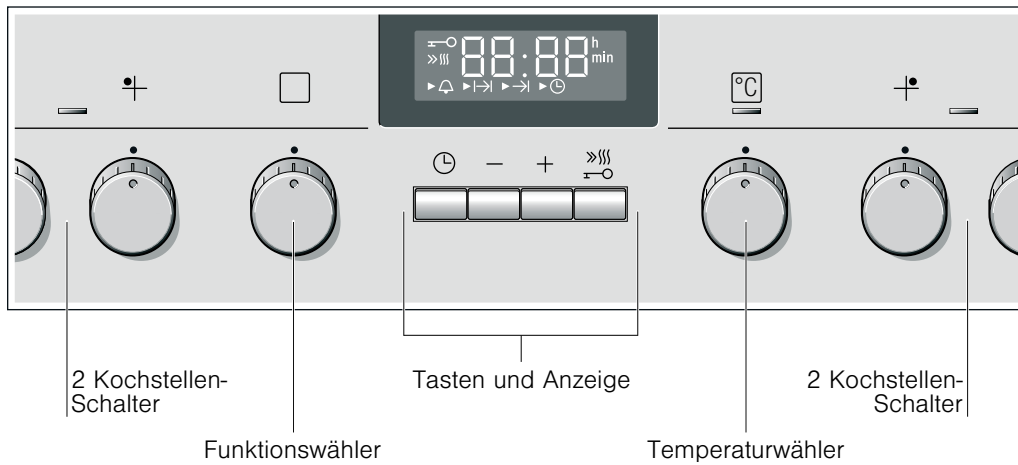 88:88 h
min
°C
− +
2 Kochstellen-
Schalter
Tasten und Anzeige
2 Kochstellen-
Schalter
Funktionswähler
Temperaturwähler